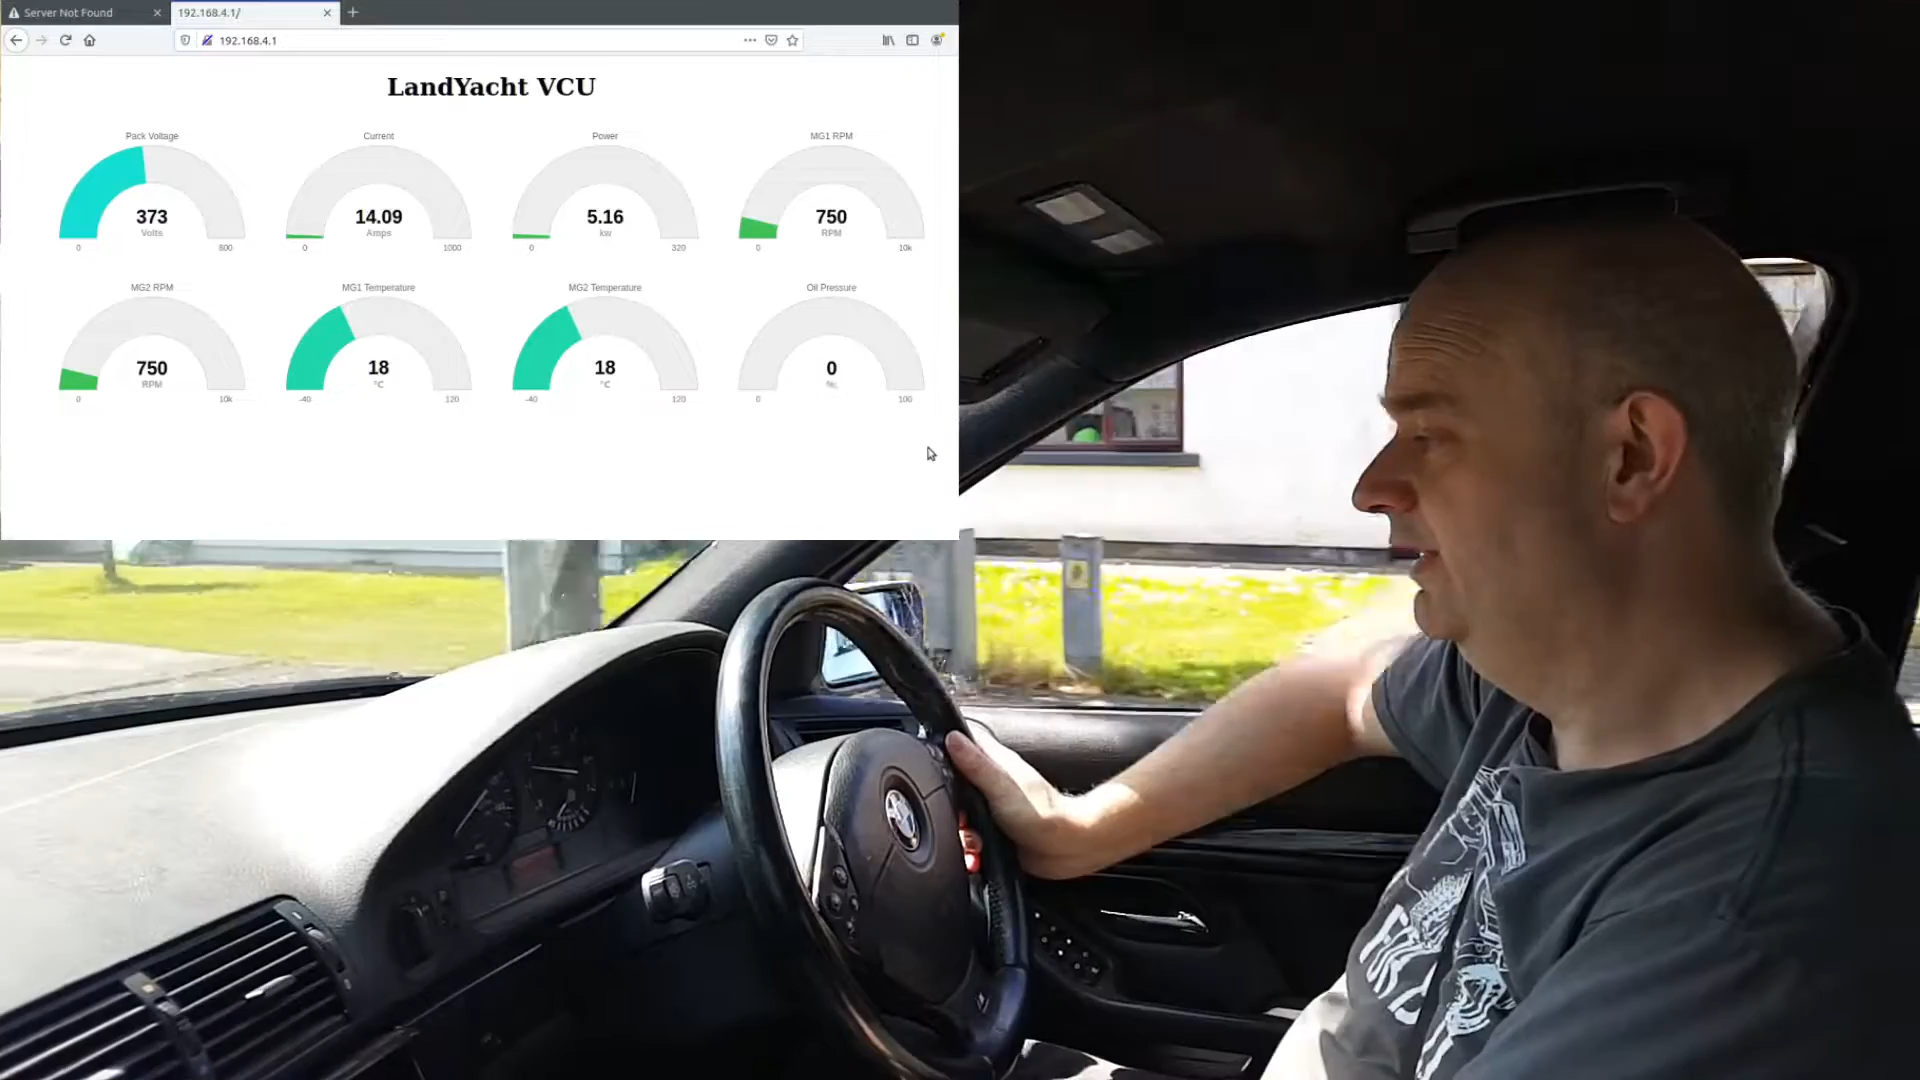 Server Not Found
192.168.4.1/
192.168.4.1
LandYacht VCU
Pack Voltage
373
Volts
0 600
Current
14.09
Amps
0 1000
Power
5.16
kw
0 320
MG1 RPM
750
RPM
0 10k
MG2 RPM
750
RPM
0 10k
MG1 Temperature
18
°C
-40 120
MG2 Temperature
18
°C
-40 120
Oil Pressure
0
%;
0 100